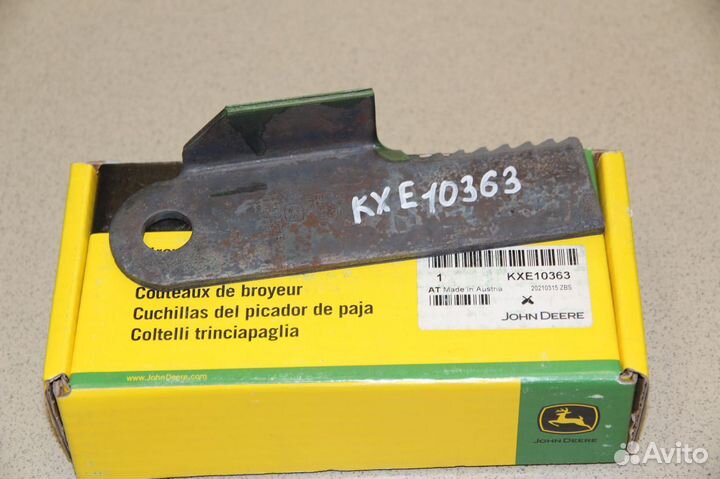 KXE10363
Couteaux de broyeur
Cuchillas del picador de paja
Coltelli trinciapaglia
1 KXE10363
AT Made in Austria 20210315 ZBS
JOHN DEERE
www.JohnDeere.com
JOHN DEERE
Avito